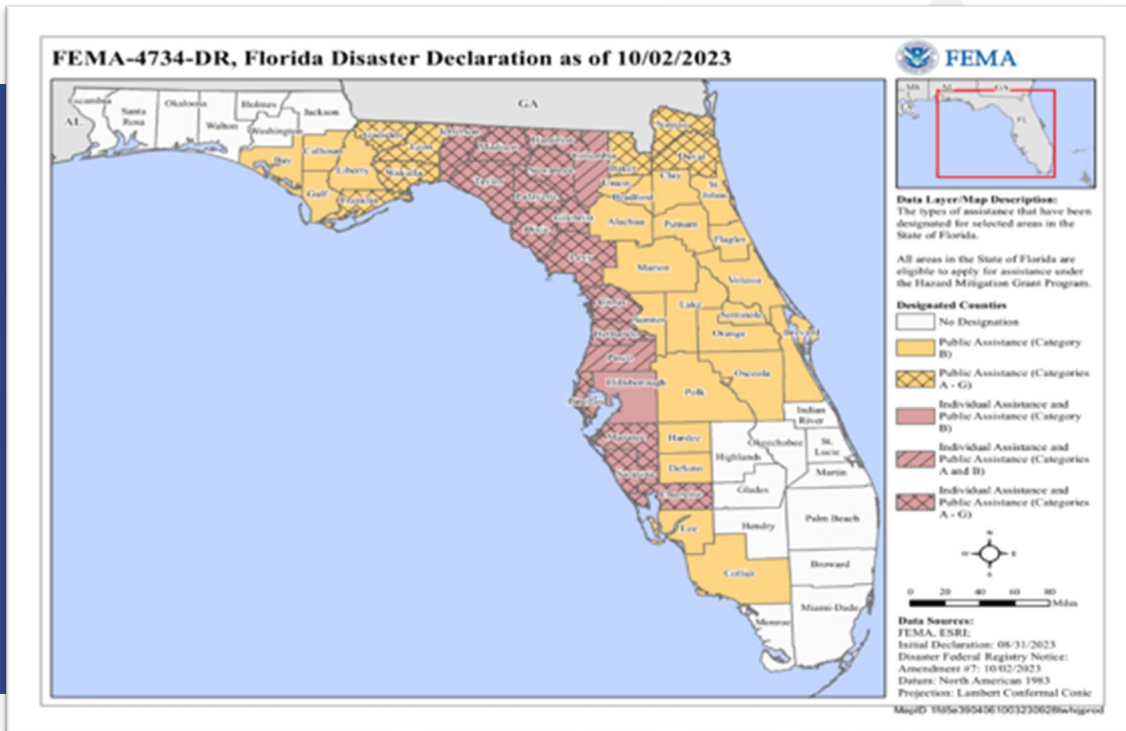 FEMA-4734-DR, Florida Disaster Declaration as of 10/02/2023
FEMA
GA
AL
Escambia
Santa Rosa
Okaloosa
Walton
Holmes
Washington
Jackson
Bay
Calhoun
Gulf
Liberty
Gadsden
Leon
Wakulla
Franklin
Jefferson
Madison
Taylor
Hamilton
Suwannee
Lafayette
Dixie
Columbia
Gilchrist
Levy
Baker
Union
Bradford
Alachua
Nassau
Duval
Clay
St. Johns
Putnam
Flagler
Marion
Volusia
Citrus
Sumter
Lake
Seminole
Hernando
Orange
Brevard
Pasco
Hillsborough
Pinellas
Polk
Osceola
Indian River
Manatee
Hardee
Highlands
Okeechobee
St. Lucie
Sarasota
DeSoto
Martin
Charlotte
Glades
Lee
Hendry
Palm Beach
Collier
Broward
Monroe
Miami-Dade
MS
AL
GA
FL
Data Layer/Map Description:
The types of assistance that have been
designated for selected areas in the
State of Florida.
All areas in the State of Florida are
eligible to apply for assistance under
the Hazard Mitigation Grant Program.
Designated Counties
No Designation
Public Assistance (Category
B)
Public Assistance (Categories
A - G)
Individual Assistance and
Public Assistance (Category
B)
Individual Assistance and
Public Assistance (Categories
A and B)
Individual Assistance and
Public Assistance (Categories
A - G)
N
W E
S
0 20 40 60 80
Miles
Data Sources:
FEMA, ESRI;
Initial Declaration: 08/31/2023
Disaster Federal Registry Notice:
Amendment #7: 10/02/2023
Datum: North American 1983
Projection: Lambert Conformal Conic
MapID